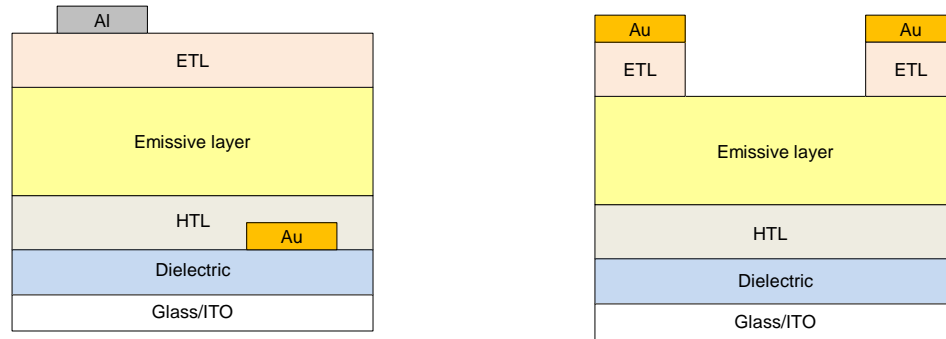 Al
ETL
Emissive layer
HTL
Au
Dielectric
Glass/ITO
Au
Au
ETL
ETL
Emissive layer
HTL
Dielectric
Glass/ITO